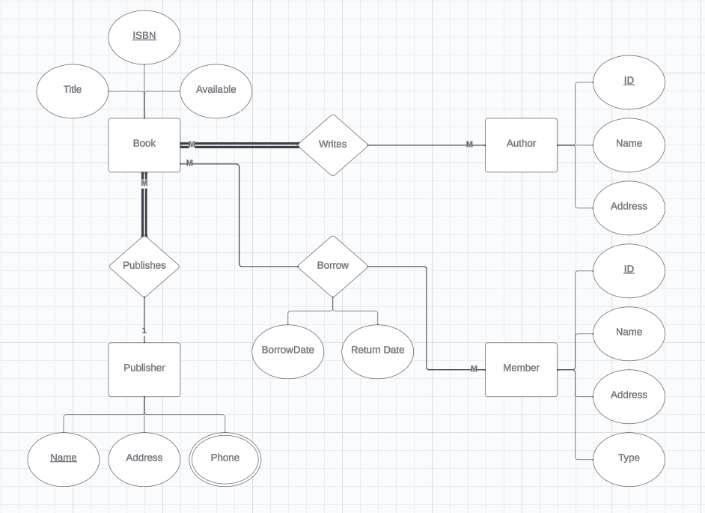 ISBN
Title
Available
Book
M
Writes
M
Author
ID
Name
Address
M
M
Publishes
Borrow
ID
Name
Address
Type
1
BorrowDate
Return Date
M
Member
Publisher
Name
Address
Phone